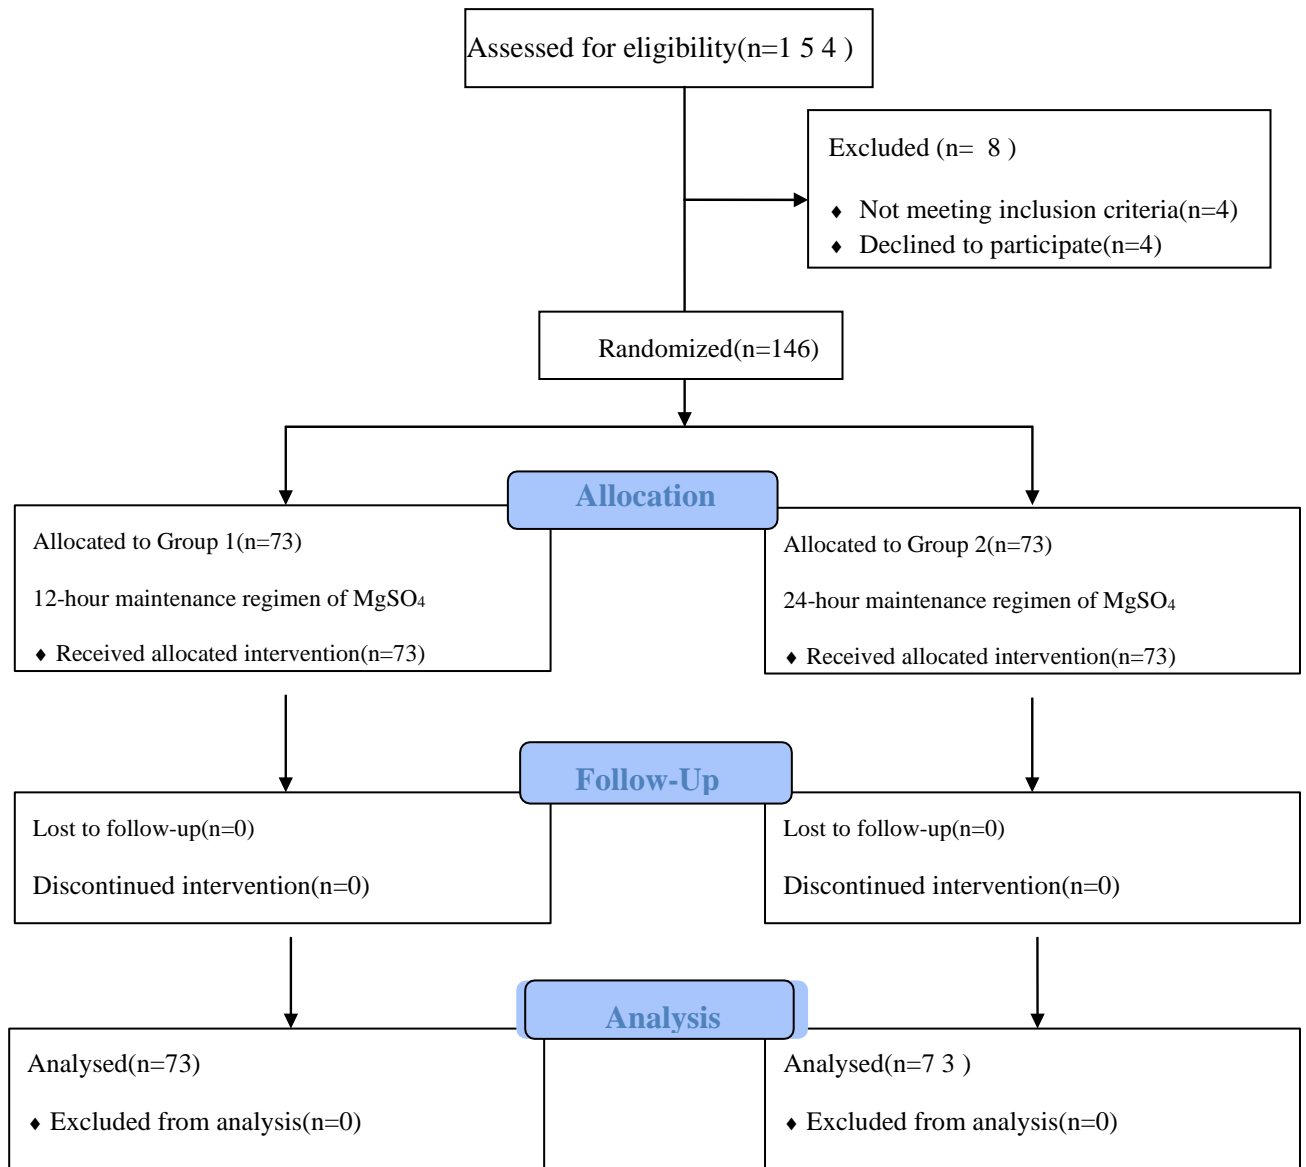 Assessed for eligibility(n=1 5 4 )
Excluded (n= 8 )
♦ Not meeting inclusion criteria(n=4)
♦ Declined to participate(n=4)
Randomized(n=146)
Allocation
Allocated to Group 1(n=73)
12-hour maintenance regimen of MgSO₄
♦ Received allocated intervention(n=73)
Allocated to Group 2(n=73)
24-hour maintenance regimen of MgSO₄
♦ Received allocated intervention(n=73)
Follow-Up
Lost to follow-up(n=0)
Discontinued intervention(n=0)
Lost to follow-up(n=0)
Discontinued intervention(n=0)
Analysis
Analysed(n=73)
♦ Excluded from analysis(n=0)
Analysed(n=7 3 )
♦ Excluded from analysis(n=0)